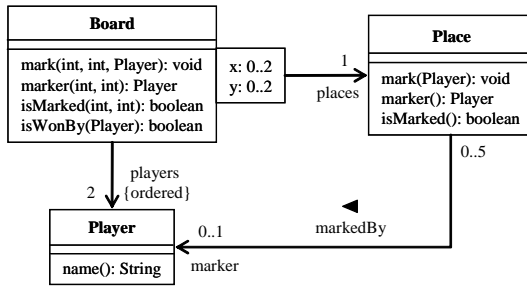 Board
mark(int, int, Player): void
marker(int, int): Player
isMarked(int, int): boolean
isWonBy(Player): boolean
x: 0..2
y: 0..2
1
places
Place
mark(Player): void
marker(): Player
isMarked(): boolean
0..5
players
{ordered}
2
markedBy
0..1
marker
Player
name(): String